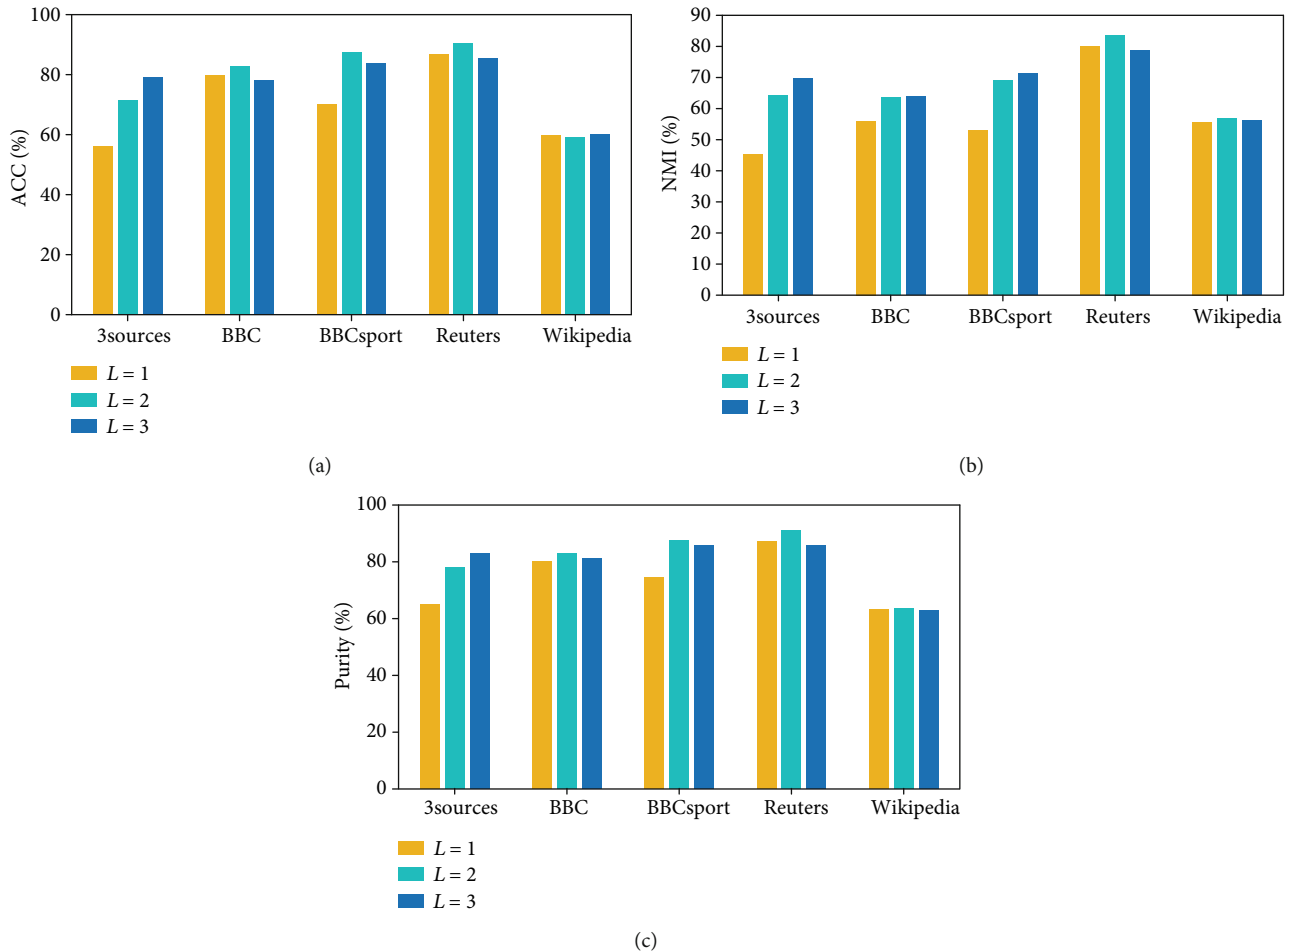 100
80
60
40
20
0
ACC (%)
3sources BBC BBCsport Reuters Wikipedia
L = 1
L = 2
L = 3
(a)
90
80
70
60
50
40
30
20
10
0
NMI (%)
3sources BBC BBCsport Reuters Wikipedia
L = 1
L = 2
L = 3
(b)
100
80
60
40
20
0
Purity (%)
3sources BBC BBCsport Reuters Wikipedia
L = 1
L = 2
L = 3
(c)